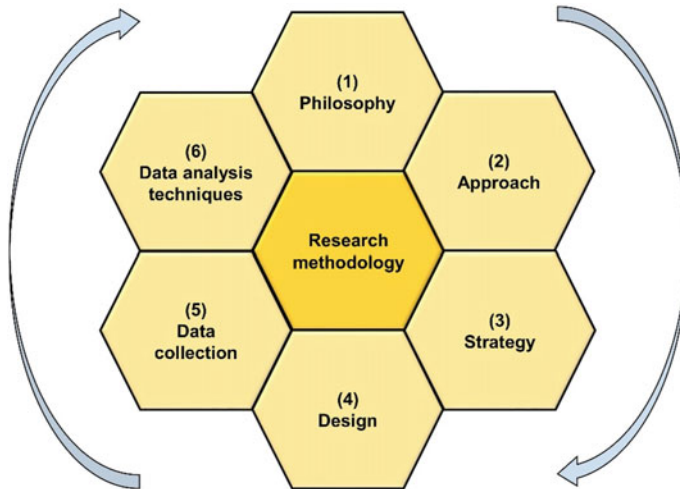 (1)
Philosophy
(2)
Approach
(3)
Strategy
(4)
Design
(5)
Data
collection
(6)
Data analysis
techniques
Research
methodology